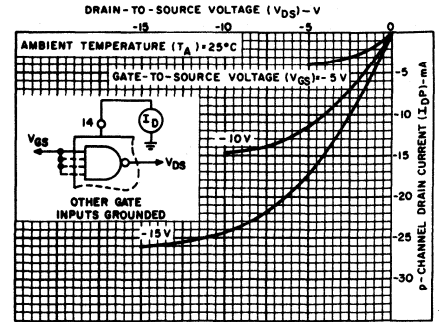 DRAIN-TO-SOURCE VOLTAGE (VDS)-V
-15 -10 -5 0
AMBIENT TEMPERATURE (TA)=25°C
GATE-TO-SOURCE VOLTAGE (VGS)=-5 V
-5
14
ID
-10V
-10
VGS
VDS
-15
OTHER GATE
INPUTS GROUNDED
-20
-15V
-25
-30
p-CHANNEL DRAIN CURRENT (IDP)-mA